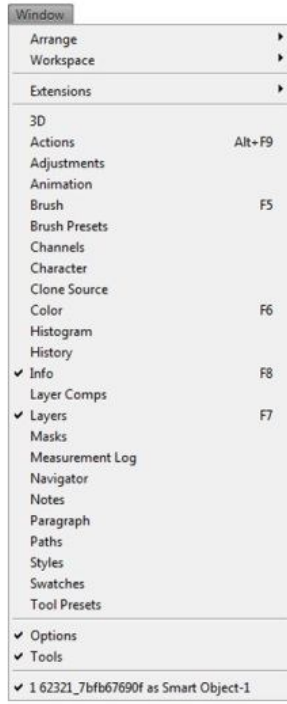 Window
Arrange
Workspace
Extensions
3D
Actions Alt+F9
Adjustments
Animation
Brush F5
Brush Presets
Channels
Character
Clone Source
Color F6
Histogram
History
Info F8
Layer Comps
Layers F7
Masks
Measurement Log
Navigator
Notes
Paragraph
Paths
Styles
Swatches
Tool Presets
Options
Tools
1 62321_7bfb67690f as Smart Object-1